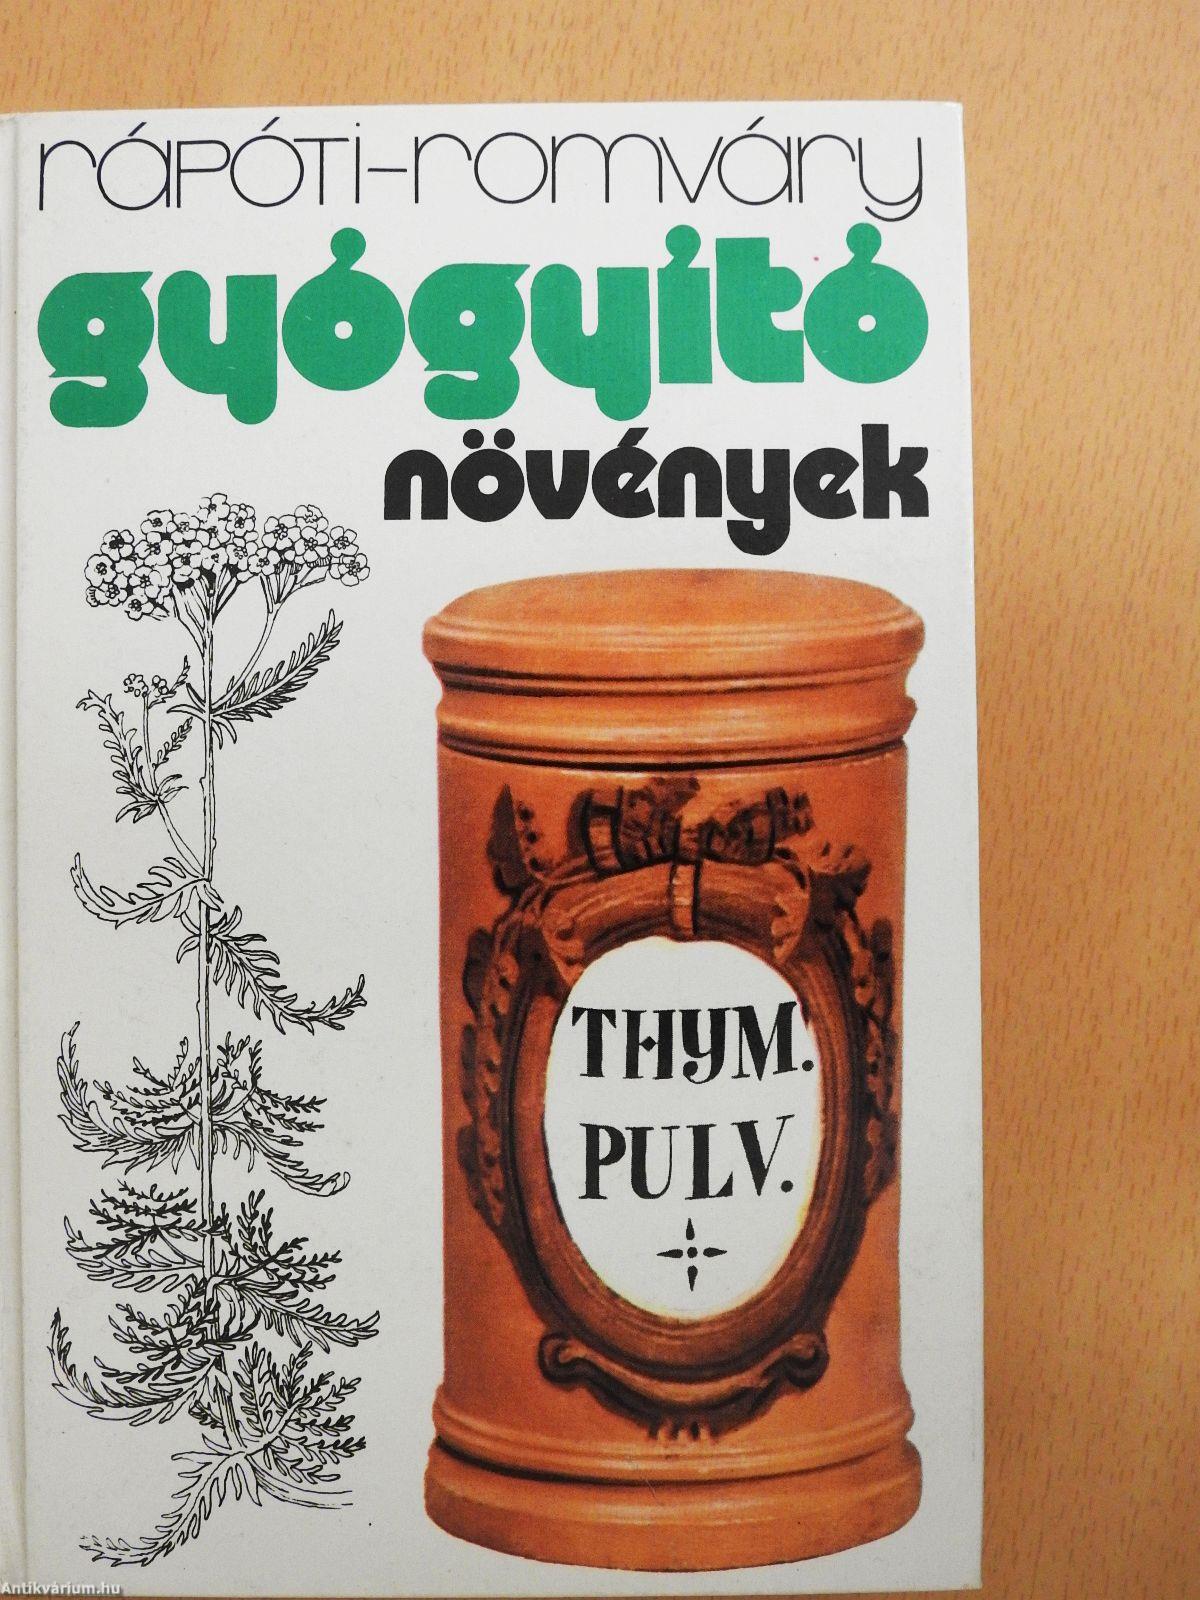 rápóti-romváry
gyógyító
növények
THYM.
PULV.
Antikvárium.hu